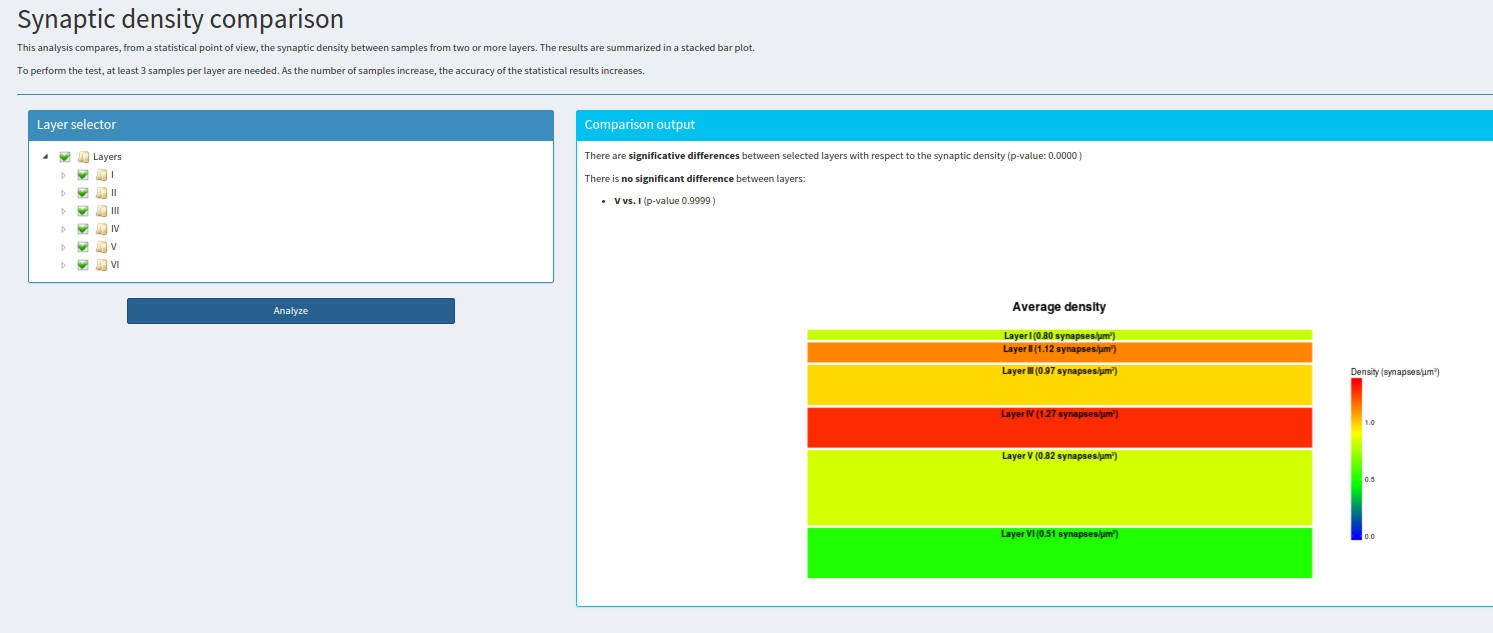 Synaptic density comparison
This analysis compares, from a statistical point of view, the synaptic density between samples from two or more layers. The results are summarized in a stacked bar plot.
To perform the test, at least 3 samples per layer are needed. As the number of samples increase, the accuracy of the statistical results increases.
Layer selector
Layers
I
II
III
IV
V
VI
Analyze
Comparison output
There are significative differences between selected layers with respect to the synaptic density (p-value: 0.0000 )
There is no significant difference between layers:
• V vs. I (p-value 0.9999 )
Average density
Layer I (0.80 synapses/µm³)
Layer II (1.12 synapses/µm³)
Layer III (0.97 synapses/µm³)
Layer IV (1.27 synapses/µm³)
Layer V (0.82 synapses/µm³)
Layer VI (0.51 synapses/µm³)
Density (synapses/µm³)
1.0
0.5
0.0